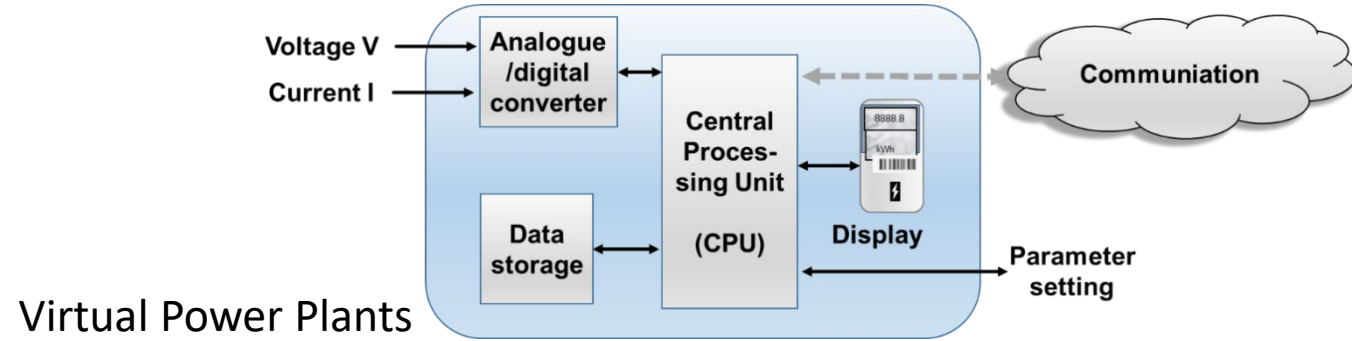 Voltage V
Current I
Analogue
/digital
converter
Central
Proces-
sing Unit
(CPU)
Data
storage
8888.8
kWh
Display
Communiation
Parameter
setting
Virtual Power Plants